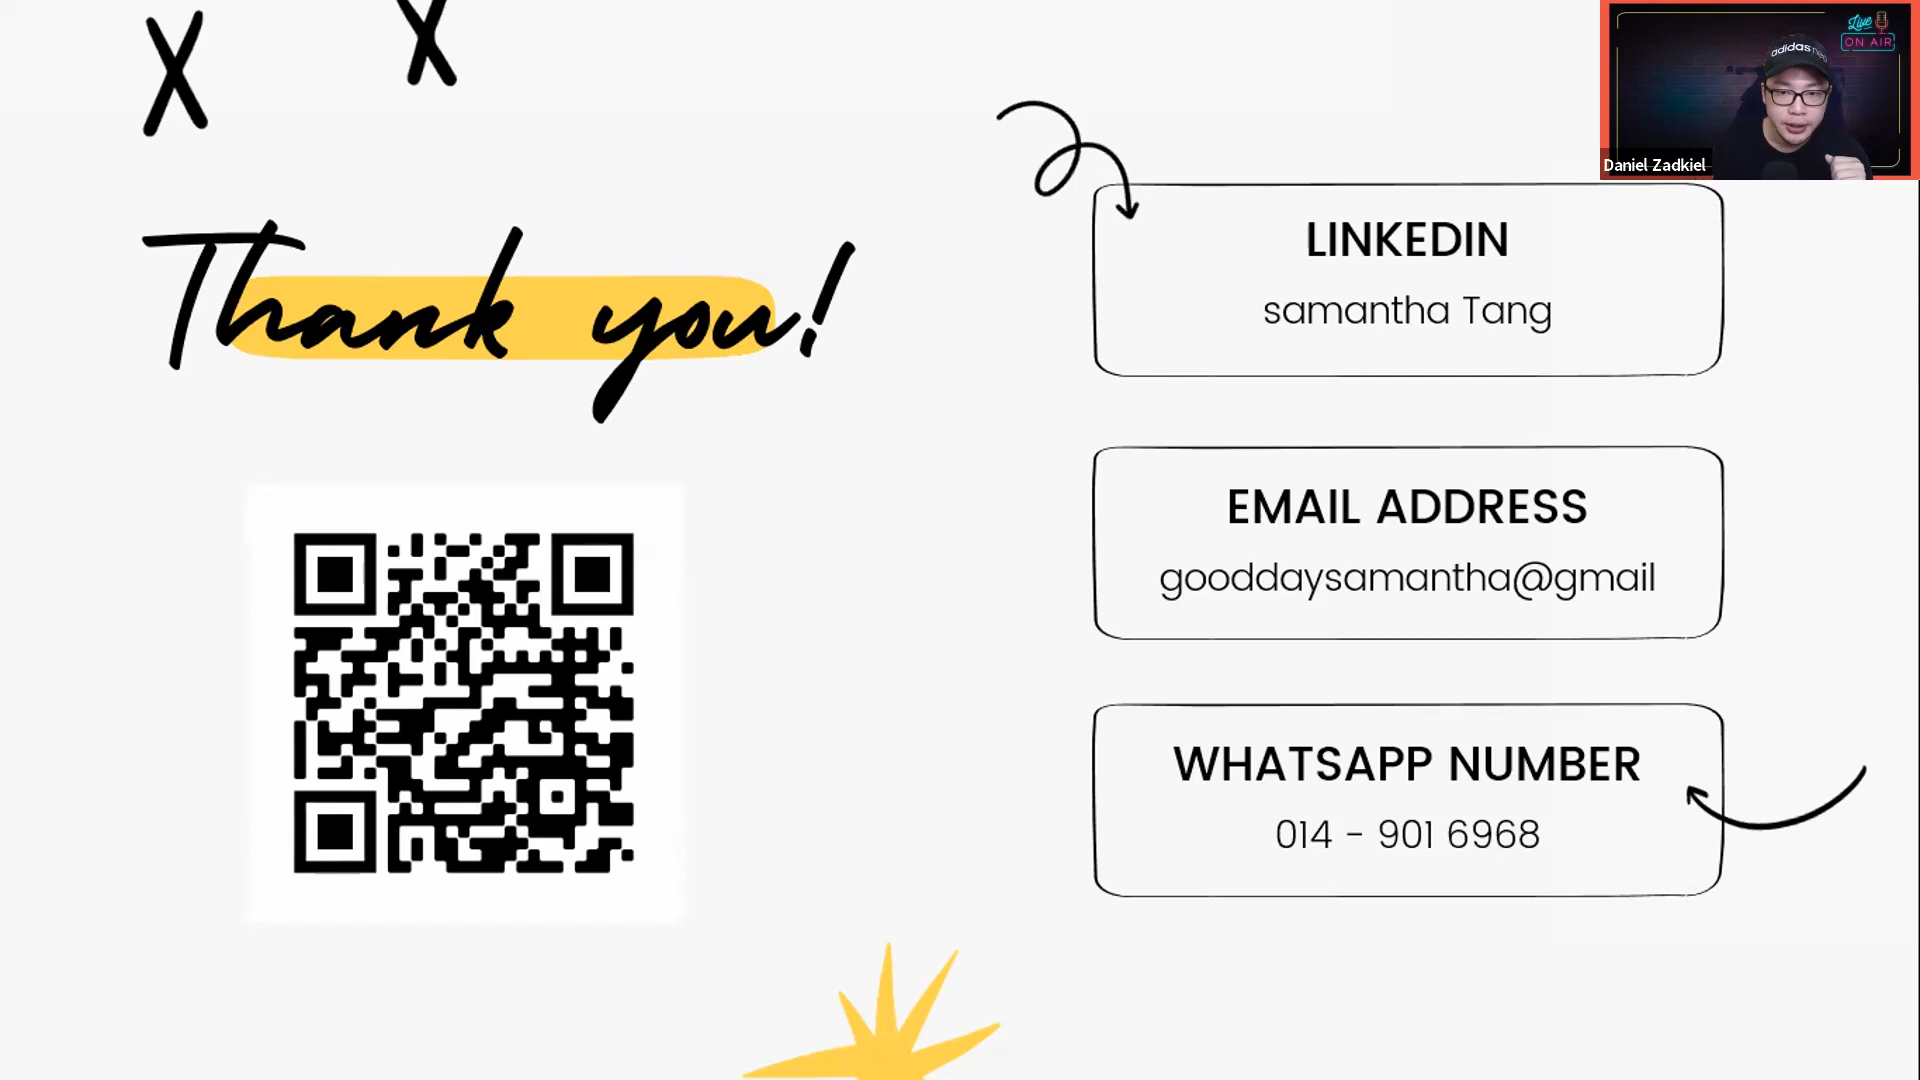 Thank you!
LINKEDIN
samantha Tang
EMAIL ADDRESS
gooddaysamantha@gmail
WHATSAPP NUMBER
014 - 901 6968
Live
ON AIR
adidas neo
Daniel Zadkiel